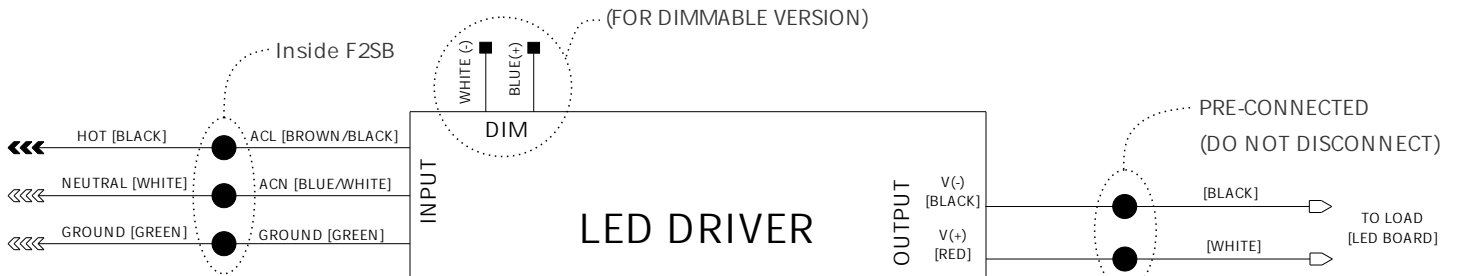 (FOR DIMMABLE VERSION)
Inside F2SB
WHITE (-)
BLUE(+)
DIM
PRE-CONNECTED
(DO NOT DISCONNECT)
HOT [BLACK]
ACL [BROWN/BLACK]
NEUTRAL [WHITE]
ACN [BLUE/WHITE]
GROUND [GREEN]
GROUND [GREEN]
INPUT
LED DRIVER
OUTPUT
V(-)
[BLACK]
V(+)
[RED]
[BLACK]
[WHITE]
TO LOAD
[LED BOARD]